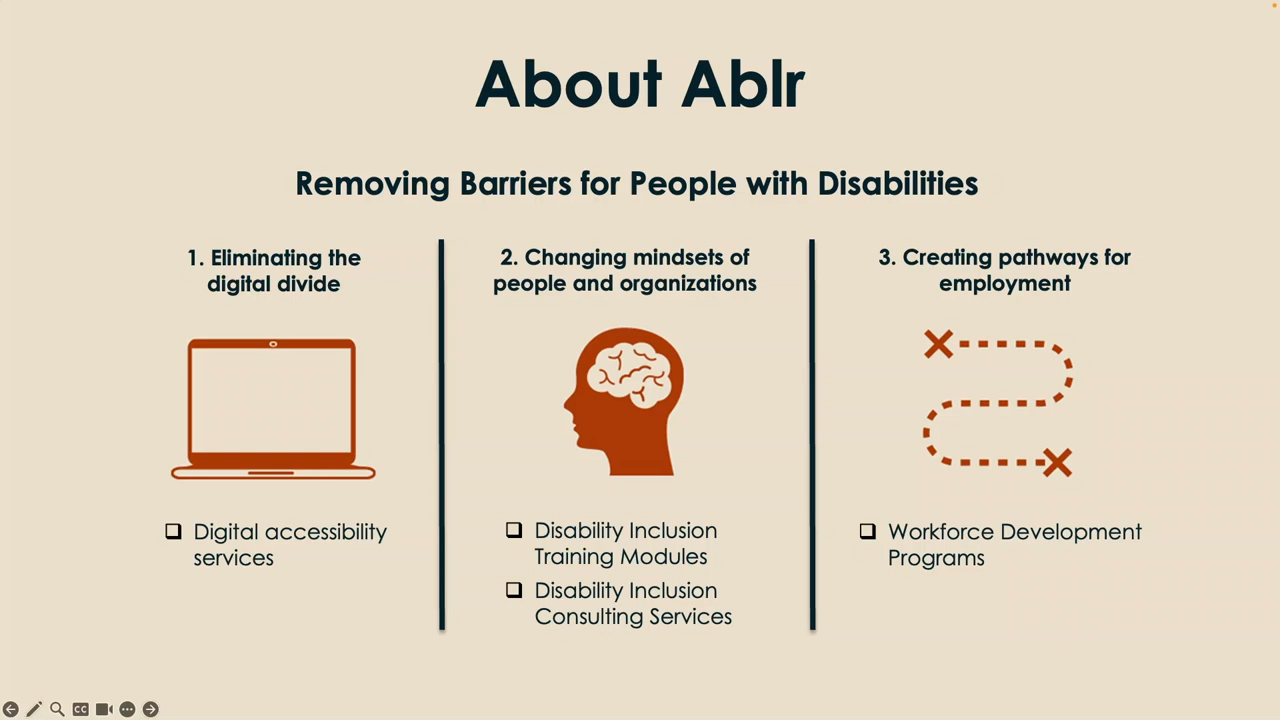 About Ablr
Removing Barriers for People with Disabilities
1. Eliminating the
digital divide
2. Changing mindsets of
people and organizations
3. Creating pathways for
employment
Digital accessibility
services
Disability Inclusion
Training Modules
Disability Inclusion
Consulting Services
Workforce Development
Programs
CC